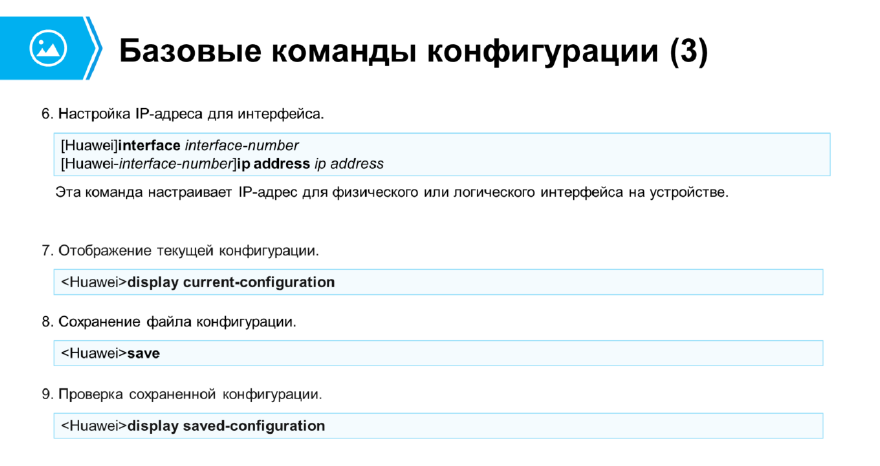 Базовые команды конфигурации (3)
6. Настройка IP-адреса для интерфейса.
[Huawei]interface interface-number
[Huawei-interface-number]ip address ip address
Эта команда настраивает IP-адрес для физического или логического интерфейса на устройстве.
7. Отображение текущей конфигурации.
<Huawei>display current-configuration
8. Сохранение файла конфигурации.
<Huawei>save
9. Проверка сохраненной конфигурации.
<Huawei>display saved-configuration